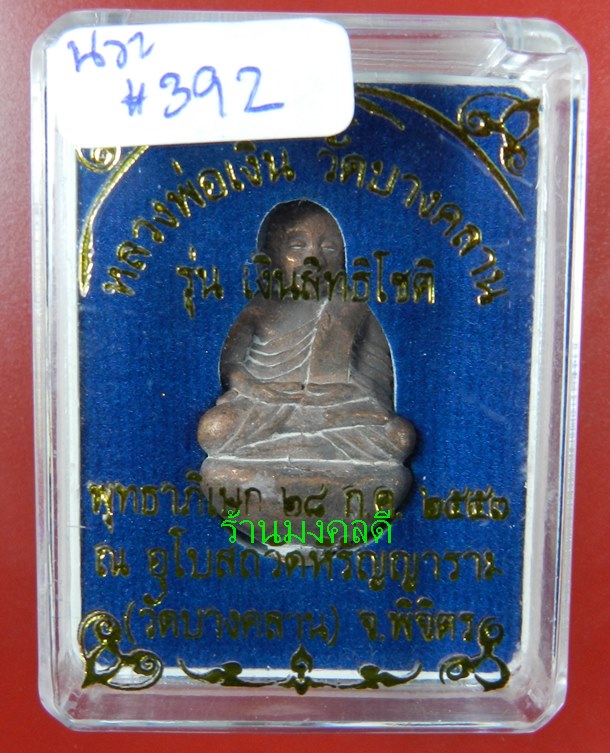 นวะ
#392
หลวงพ่อเงิน วัดบางคลาน
รุ่น เงินสิทธิโชติ
พุทธาภิเษก ๒๘ ก.ค. ๒๕๕๓
ร้านมงคลดี
ณ อุโบสถวัดหิรัญญาราม
(วัดบางคลาน) จ.พิจิตร